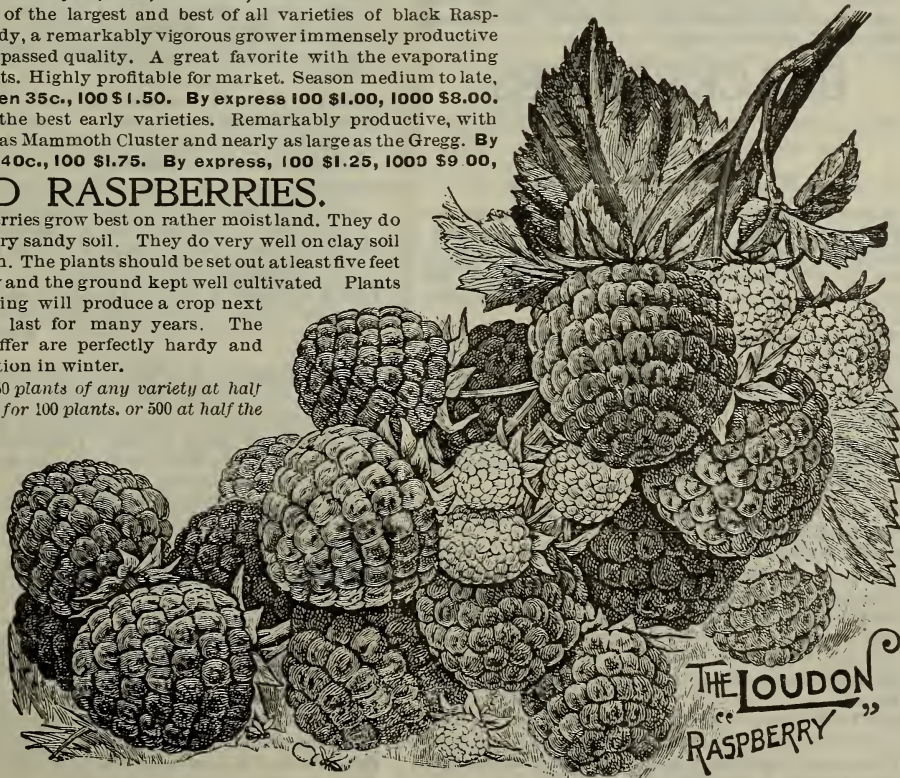 of the largest and best of all varieties of black Rasp-
dy, a remarkably vigorous grower immensely productive
passed quality. A great favorite with the evaporating
ts. Highly profitable for market. Season medium to late,
en 35c., 100 $1.50. By express 100 $1.00, 1000 $8.00.
the best early varieties. Remarkably productive, with
as Mammoth Cluster and nearly as large as the Gregg. By
40c., 100 $1.75. By express, 100 $1.25, 1000 $9 00,
D RASPBERRIES.
rries grow best on rather moist land. They do
ry sandy soil. They do very well on clay soil
n. The plants should be set out at least five feet
and the ground kept well cultivated Plants
ing will produce a crop next
last for many years. The
ffer are perfectly hardy and
tion in winter.
50 plants of any variety at half
for 100 plants. or 500 at half the
THE LOUDON
"RASPBERRY"